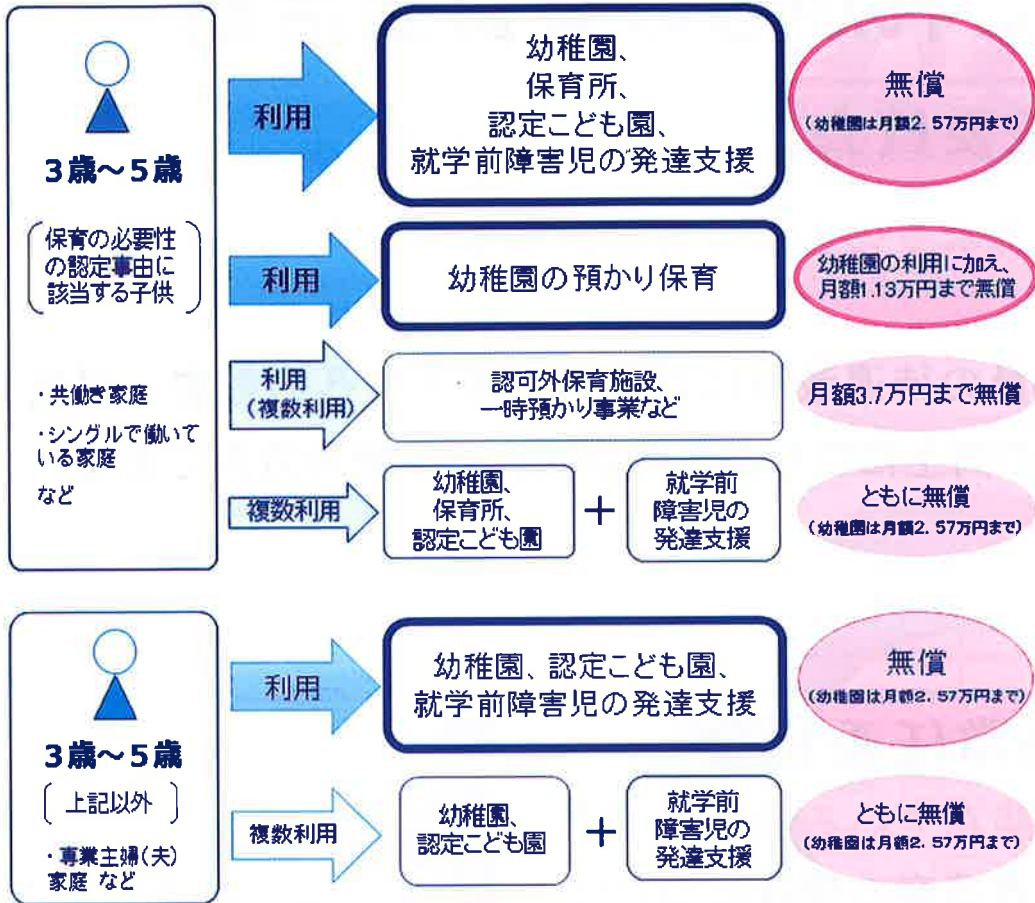 3歳～5歳
保育の必要性
の認定事由に
該当する子供
・共働き家庭
・シングルで働いて
いる家庭
など
利用
幼稚園、
保育所、
認定こども園、
就学前障害児の発達支援
無償
(幼稚園は月額2.57万円まで)
利用
幼稚園の預かり保育
幼稚園の利用に加え、
月額1.13万円まで無償
利用
(複数利用)
認可外保育施設、
一時預かり事業など
月額3.7万円まで無償
複数利用
幼稚園、
保育所、
認定こども園
+
就学前
障害児の
発達支援
ともに無償
(幼稚園は月額2.57万円まで)
3歳～5歳
上記以外
・専業主婦(夫)
家庭 など
利用
幼稚園、認定こども園、
就学前障害児の発達支援
無償
(幼稚園は月額2.57万円まで)
複数利用
幼稚園、
認定こども園
+
就学前
障害児の
発達支援
ともに無償
(幼稚園は月額2.57万円まで)